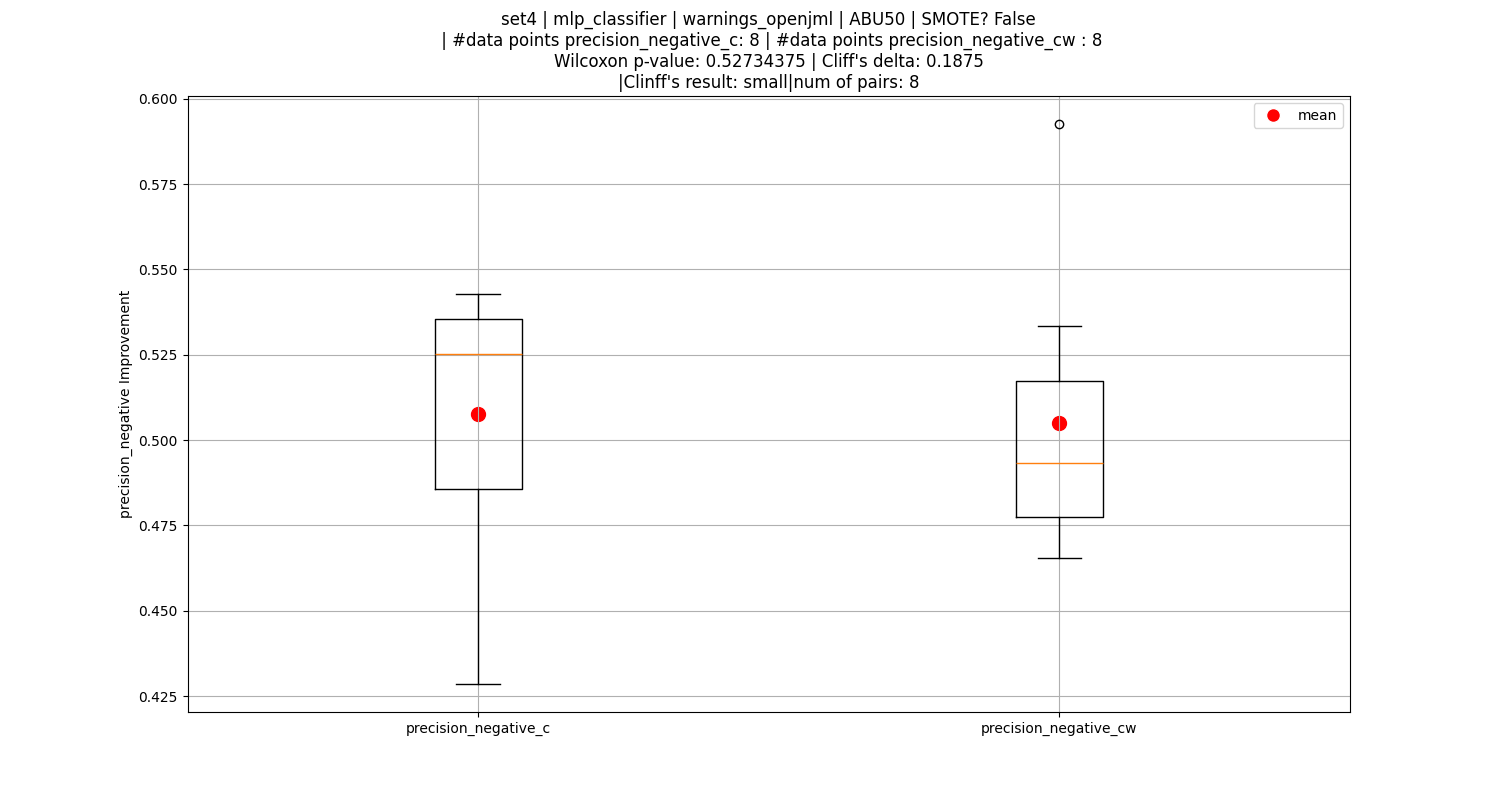 set4 | mlp_classifier | warnings_openjml | ABU50 | SMOTE? False
| #data points precision_negative_c: 8 | #data points precision_negative_cw : 8
Wilcoxon p-value: 0.52734375 | Cliff's delta: 0.1875
|Clinff's result: small|num of pairs: 8
mean
0.600
0.575
0.550
0.525
0.500
0.475
0.450
0.425
precision_negative Improvement
precision_negative_c
precision_negative_cw